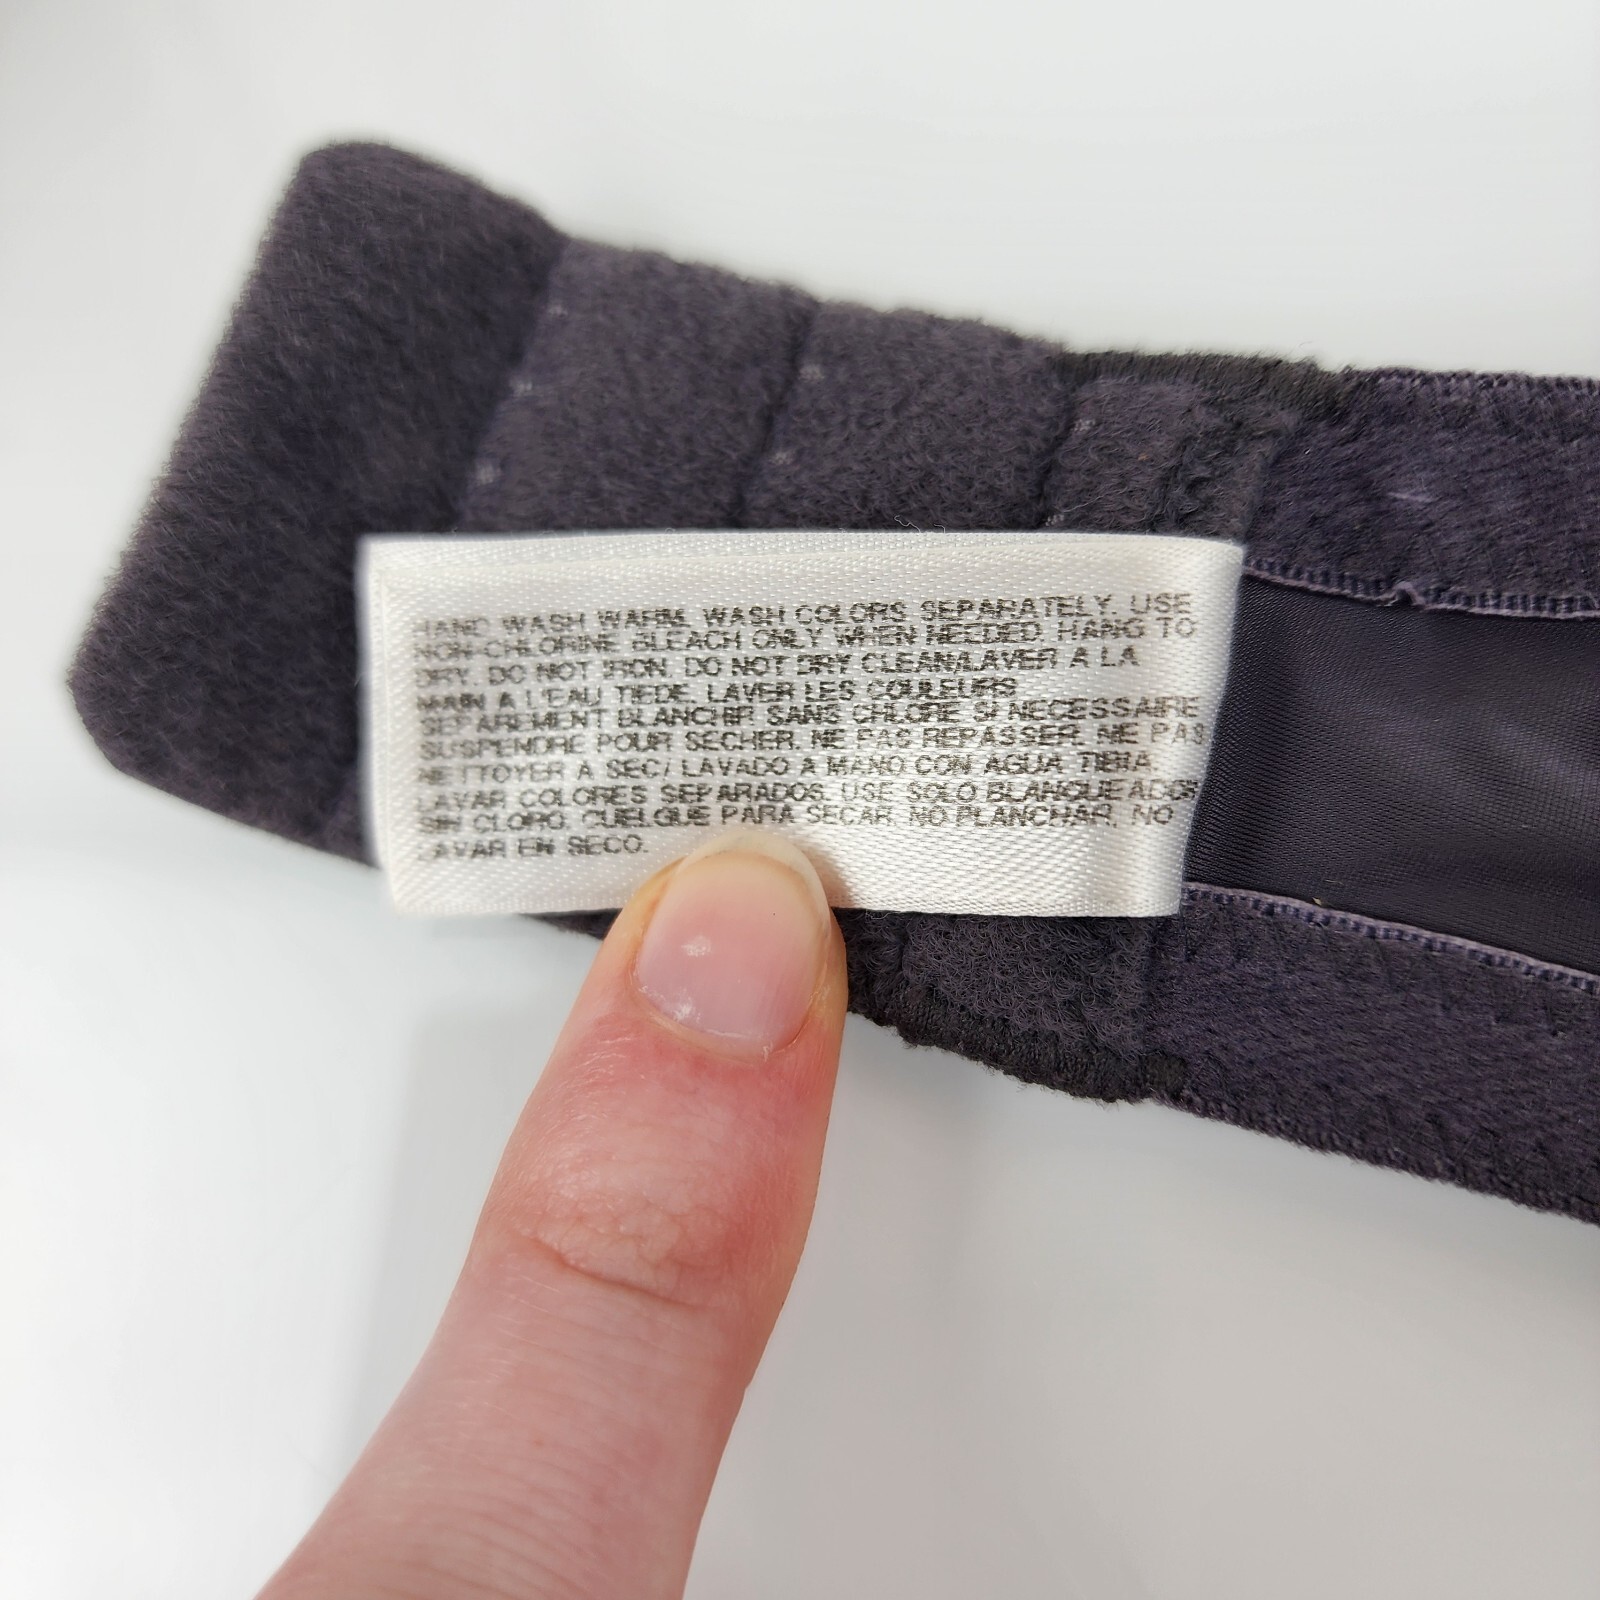 HAND WASH WARM. WASH COLORS SEPARATELY. USE
NON-CHLORINE BLEACH ONLY WHEN NEEDED. HANG TO
DRY. DO NOT IRON. DO NOT DRY CLEAN/LAVER A LA
MAIN A L'EAU TIEDE. LAVER LES COULEURS
SEPAREMENT BLANCHIR SANS CHLORE SI NECESSAIRE
SUSPENDRE POUR SECHER. NE PAS REPASSER. NE PAS
NETTOYER A SEC/ LAVADO A MANO CON AGUA TIBIA
LAVAR COLORES SEPARADOS. USE SOLO BLANQUEADOR
SIN CLORO. CUELGUE PARA SECAR. NO PLANCHAR. NO
LAVAR EN SECO.